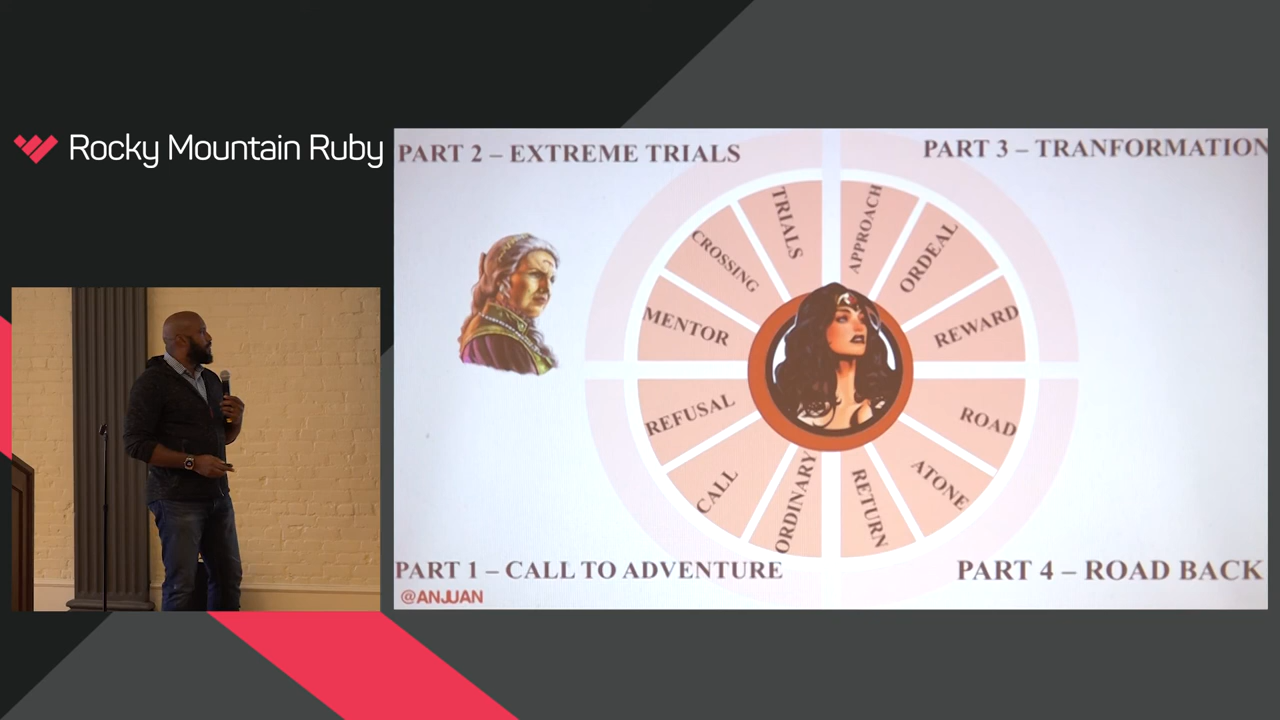 Rocky Mountain Ruby
PART 2 – EXTREME TRIALS
PART 3 – TRANFORMATION
TRIALS
APPROACH
CROSSING
ORDEAL
MENTOR
REWARD
REFUSAL
ROAD
CALL
ATONE
ORDINARY
RETURN
PART 1 – CALL TO ADVENTURE
PART 4 – ROAD BACK
@ANJUAN